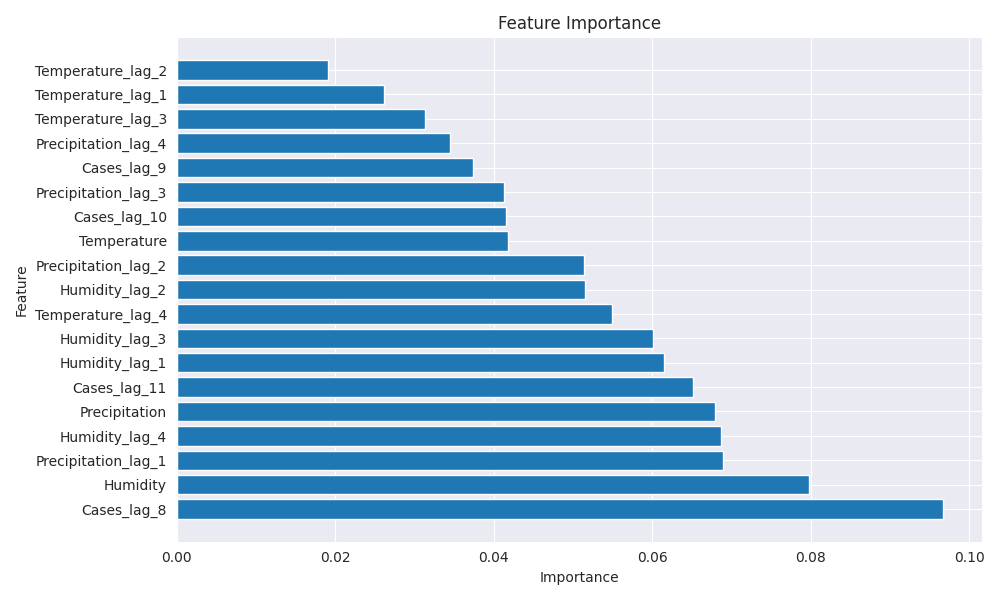 Feature Importance
Temperature_lag_2
Temperature_lag_1
Temperature_lag_3
Precipitation_lag_4
Cases_lag_9
Precipitation_lag_3
Cases_lag_10
Temperature
Precipitation_lag_2
Humidity_lag_2
Temperature_lag_4
Humidity_lag_3
Humidity_lag_1
Cases_lag_11
Precipitation
Humidity_lag_4
Precipitation_lag_1
Humidity
Cases_lag_8
Feature
0.00 0.02 0.04 0.06 0.08 0.10
Importance